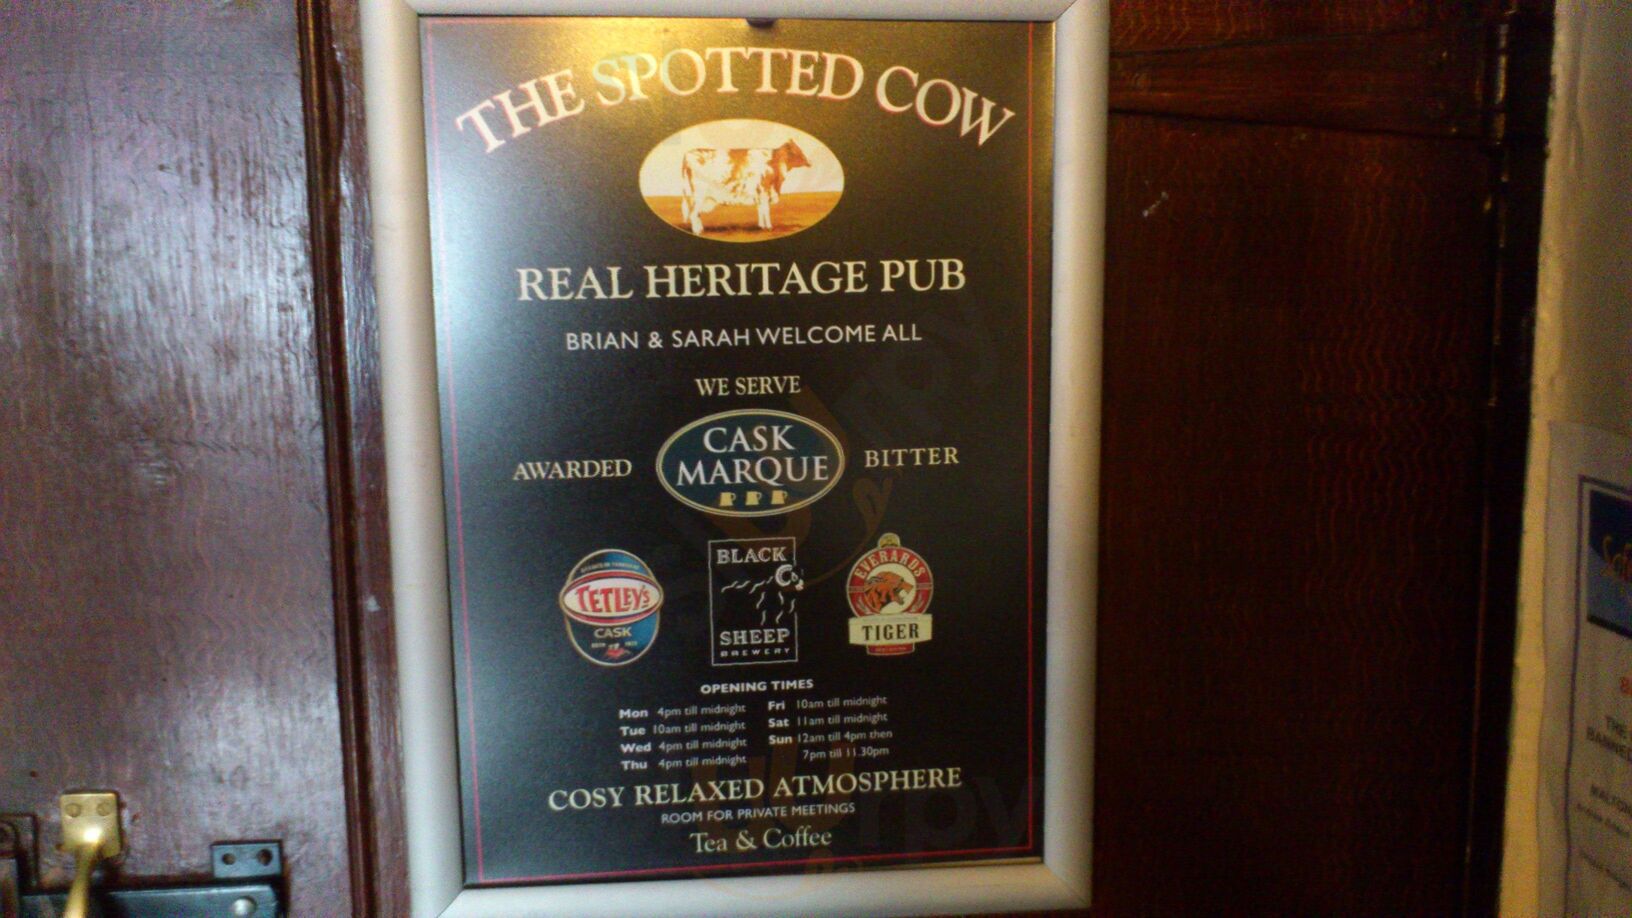 THE SPOTTED COW
REAL HERITAGE PUB
BRIAN & SARAH WELCOME ALL
WE SERVE
AWARDED CASK MARQUE BITTER
TETLEY'S
CASK
BLACK
SHEEP
BREWERY
EVERARDS
TIGER
OPENING TIMES
Mon 4pm till midnight Fri 10am till midnight
Tue 10am till midnight Sat 11am till midnight
Wed 4pm till midnight Sun 12am till 4pm then
Thu 4pm till midnight 7pm till 11.30pm
COSY RELAXED ATMOSPHERE
ROOM FOR PRIVATE MEETINGS
Tea & Coffee